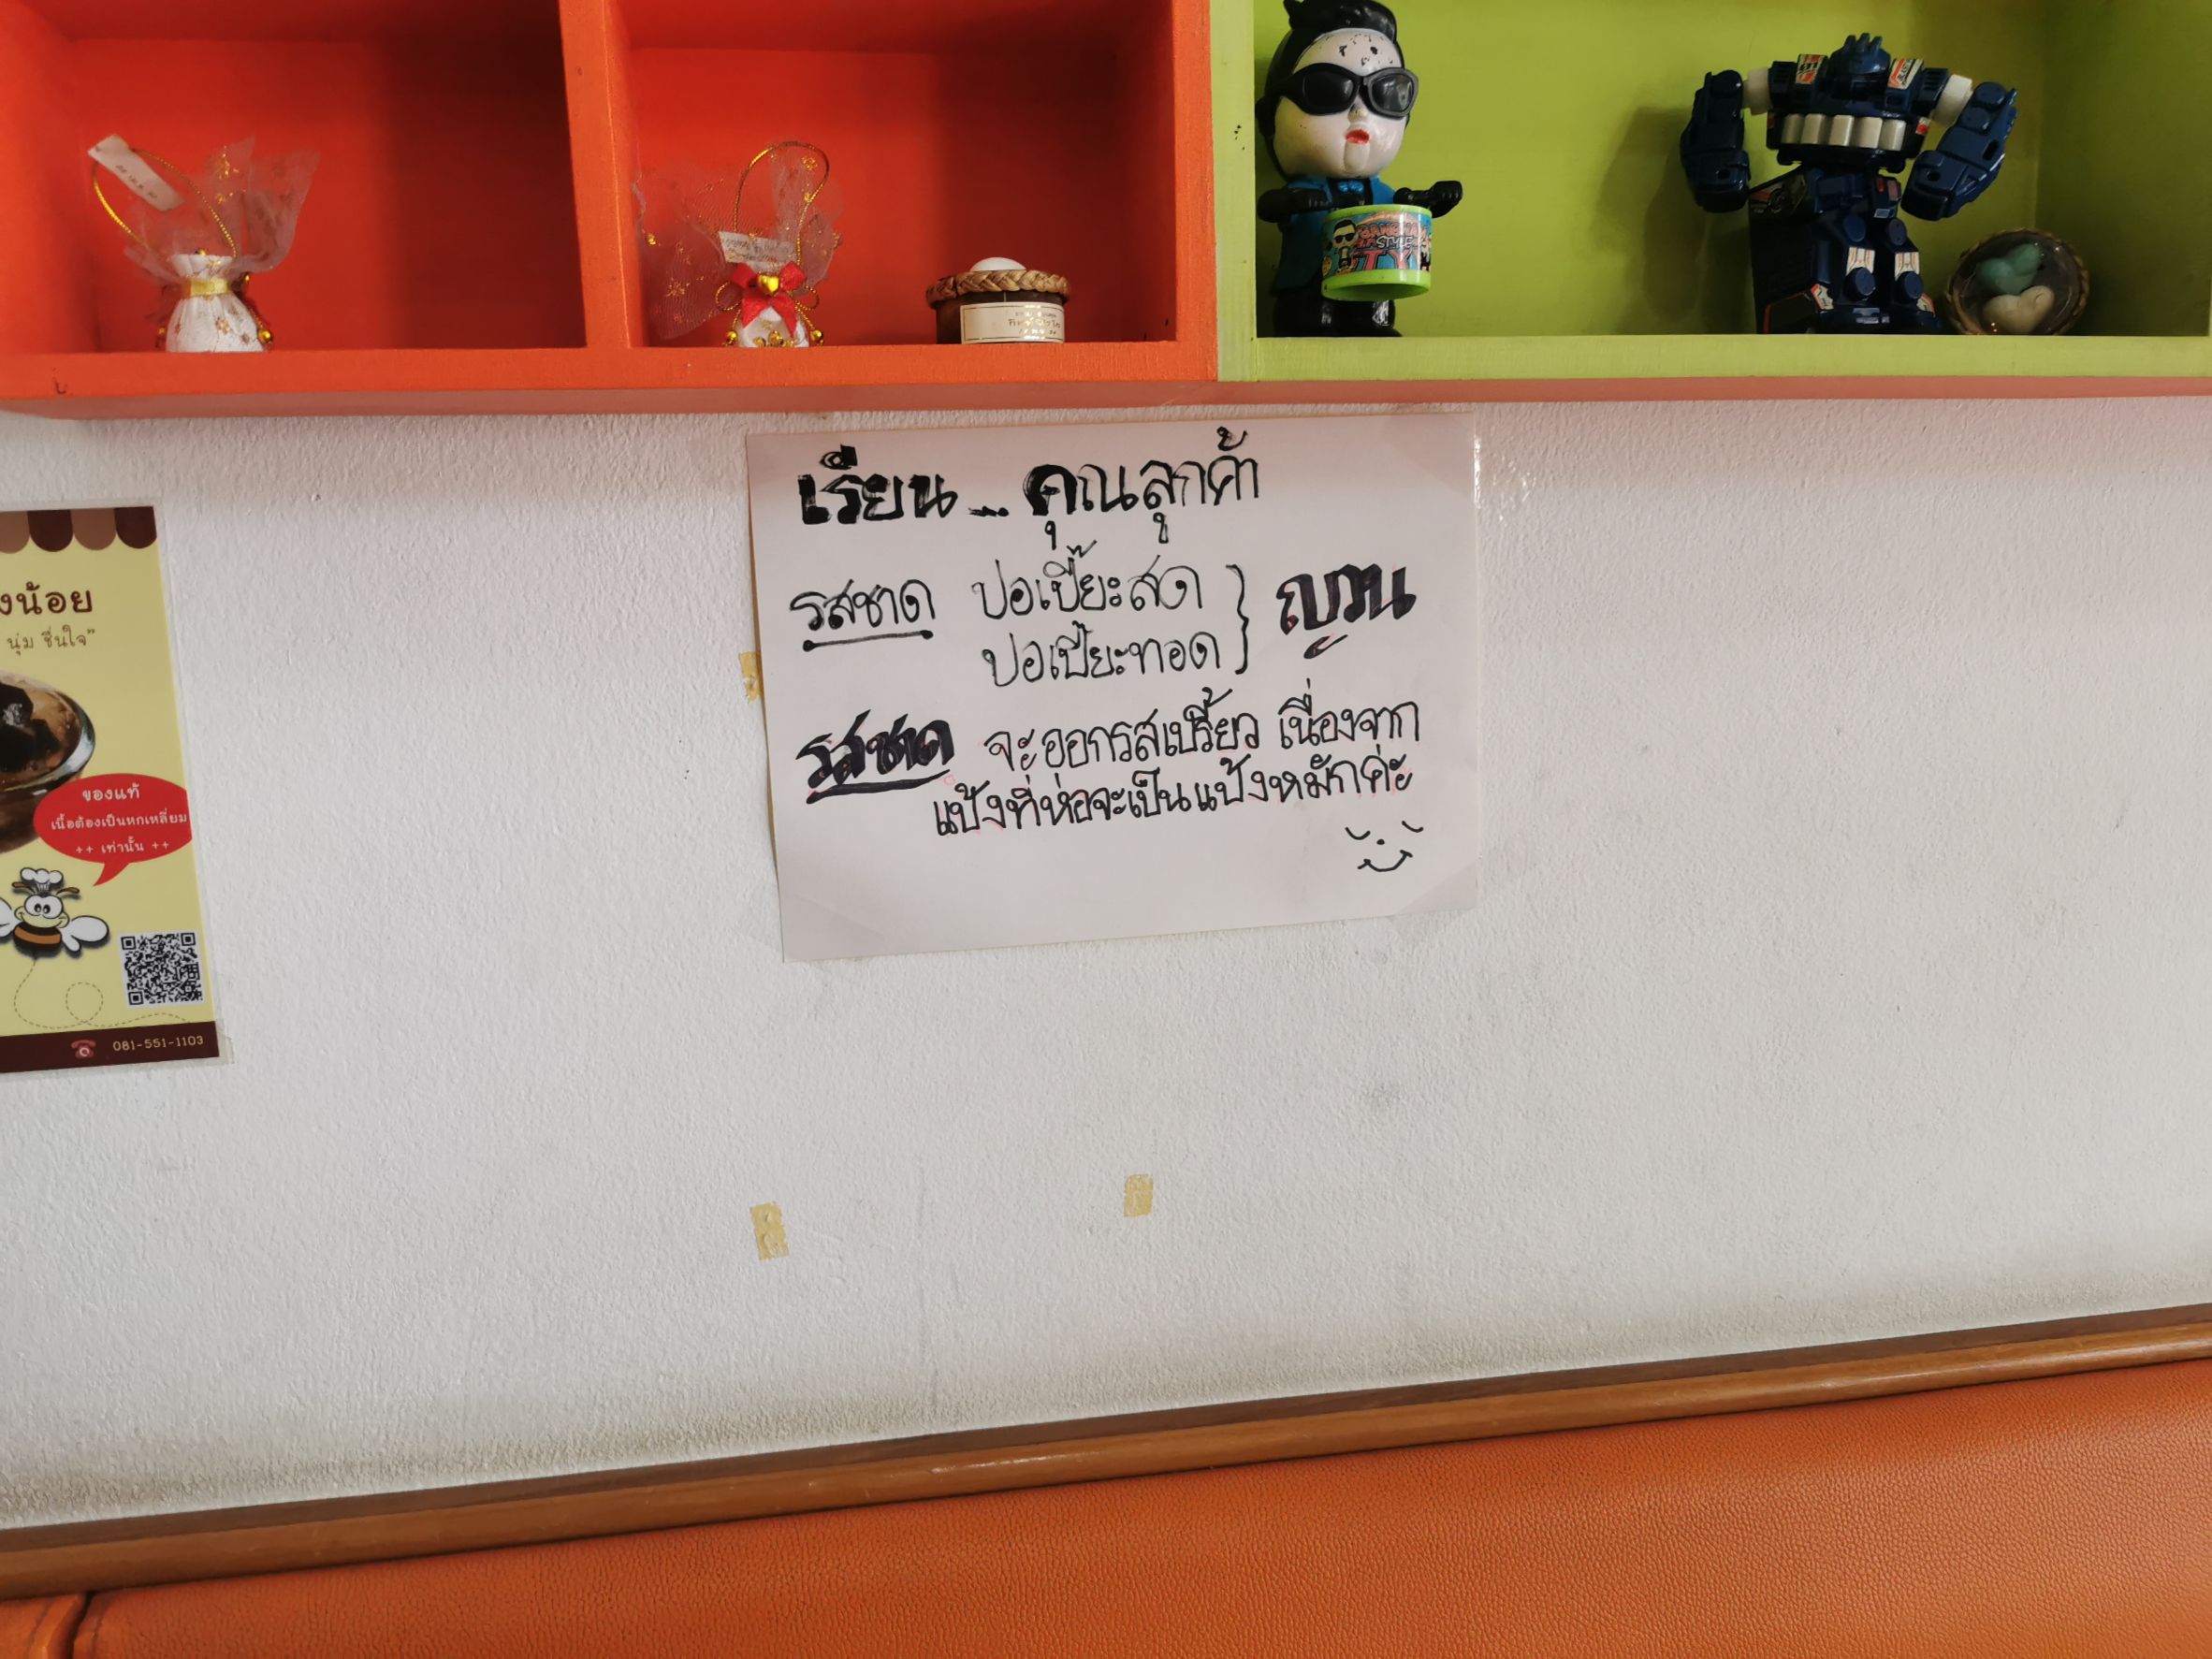 เรียน... คุณลูกค้า
รสชาด ปอเปี๊ยะสด } ญวน
ปอเปี๊ยะทอด
รสชาด จะออกรสเปรี้ยว เนื่องจาก
แป้งที่ห่อจะเป็นแป้งหมักค่ะ
งน้อย
นุ่ม ชื่นใจ"
ของแท้
เนื้อต้องเป็นหกเหลี่ยม
++ เท่านั้น ++
081-551-1103
GANGNAM
STYLE